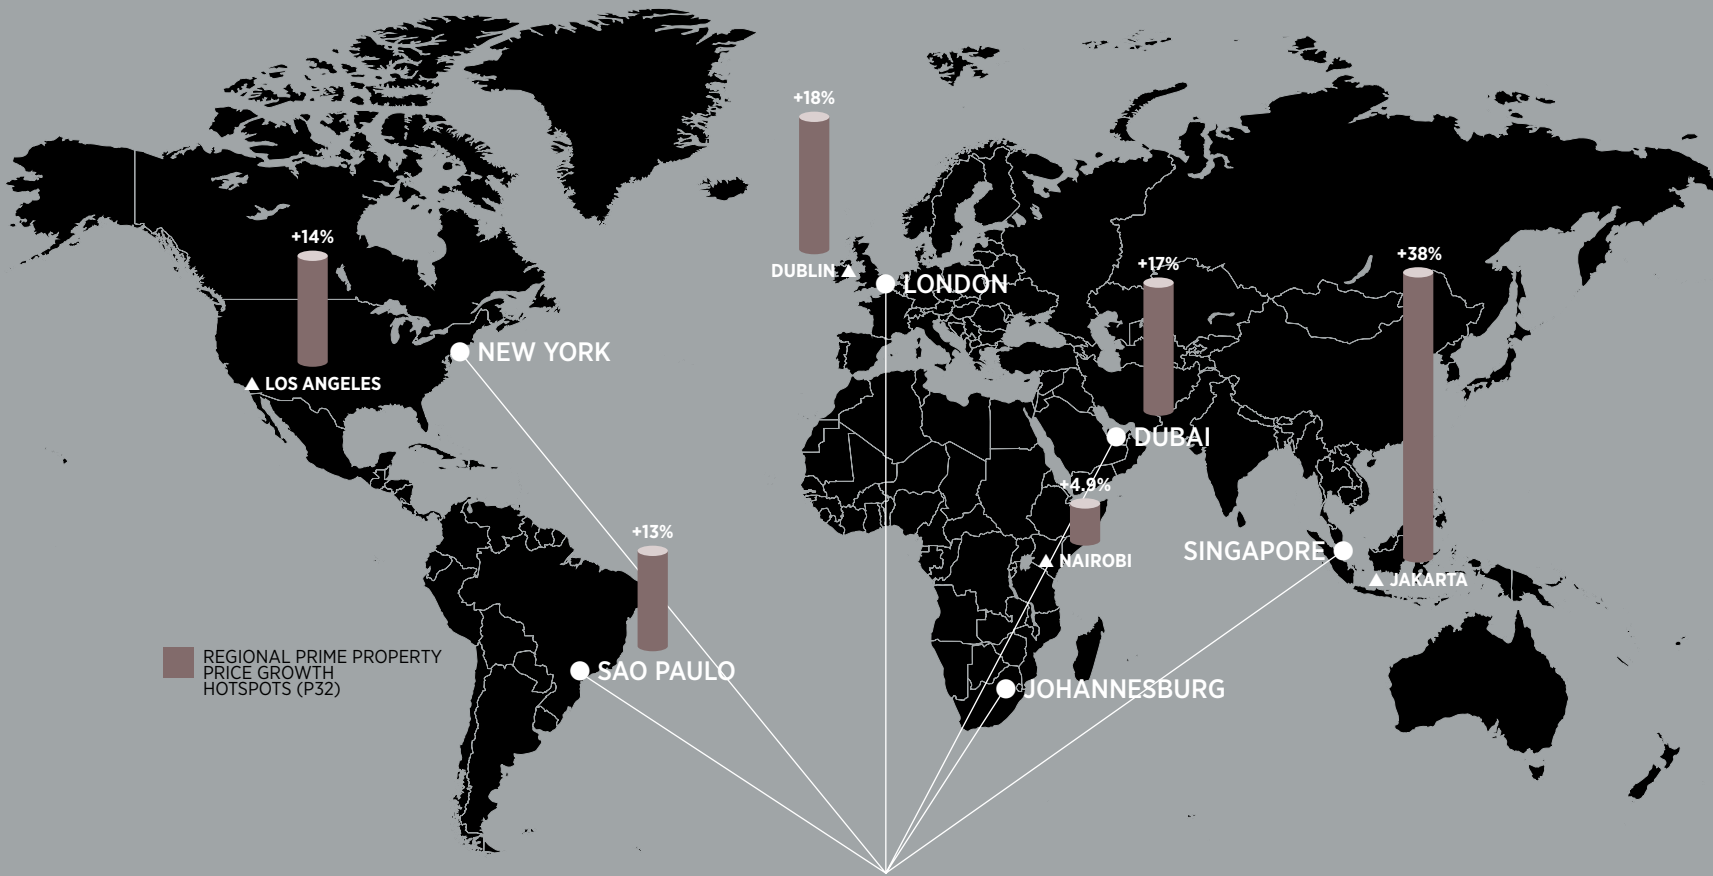 +18%
+14%
+38%
+17%
DUBLIN
LONDON
NEW YORK
LOS ANGELES
DUBAI
+4.9%
+13%
SINGAPORE
NAIROBI
JAKARTA
REGIONAL PRIME PROPERTY
PRICE GROWTH
HOTSPOTS (P32)
SAO PAULO
JOHANNESBURG